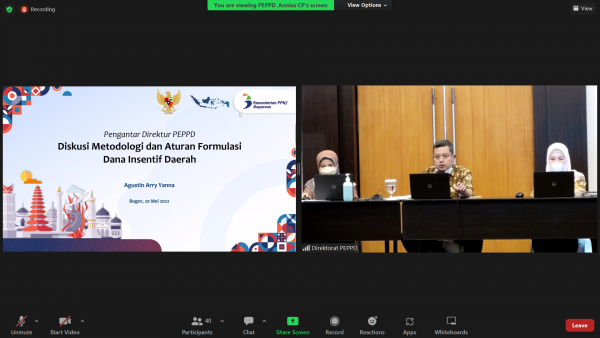 Recording
You are viewing PEPPD_Annisa CP's screen
View Options
View
Kementerian PPN/
Bappenas
Pengantar Direktur PEPPD
Diskusi Metodologi dan Aturan Formulasi
Dana Insentif Daerah
Agustin Arry Yanna
Bogor, 20 Mei 2022
Direktorat PEPPD
Unmute
Start Video
40
Participants
Chat
Share Screen
Record
Reactions
Apps
Whiteboards
Leave